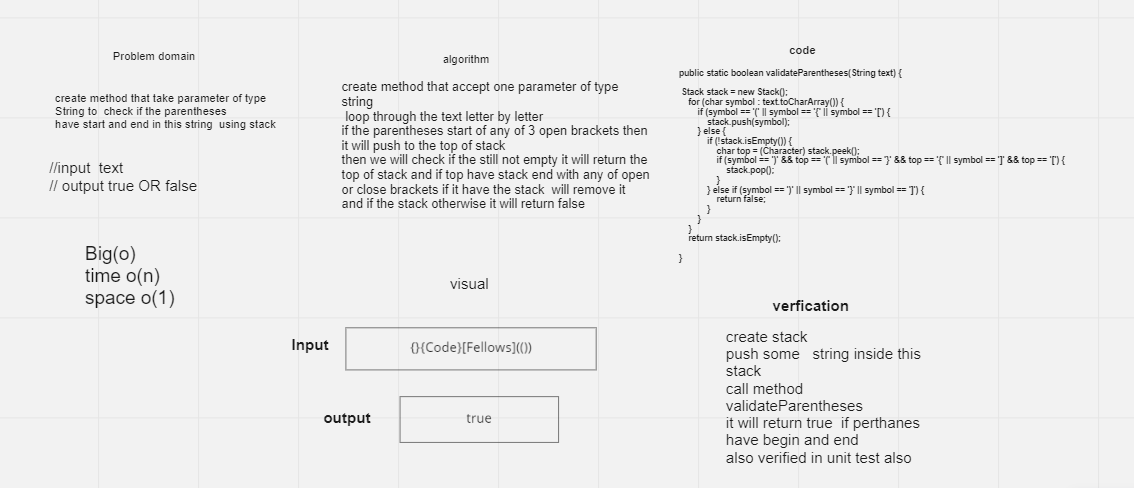 Problem domain
create method that take parameter of type
String to check if the parentheses
have start and end in this string using stack
//input text
// output true OR false
Big(o)
time o(n)
space o(1)
algorithm
create method that accept one parameter of type
string
loop through the text letter by letter
if the parentheses start of any of 3 open brackets then
it will push to the top of stack
then we will check if the still not empty it will return the
top of stack and if top have stack end with any of open
or close brackets if it have the stack will remove it
and if the stack otherwise it will return false
code
public static boolean validateParentheses(String text) {
Stack stack = new Stack();
for (char symbol : text.toCharArray()) {
if (symbol == '(' || symbol == '{' || symbol == '[') {
stack.push(symbol);
} else {
if (!stack.isEmpty()) {
char top = (Character) stack.peek();
if (symbol == ')' && top == '(' || symbol == '}' && top == '{' || symbol == ']' && top == '[') {
stack.pop();
}
} else if (symbol == ')' || symbol == '}' || symbol == ']') {
return false;
}
}
}
return stack.isEmpty();
}
visual
Input
{}{Code}[Fellows](())
output
true
verfication
create stack
push some string inside this
stack
call method
validateParentheses
it will return true if perthanes
have begin and end
also verified in unit test also